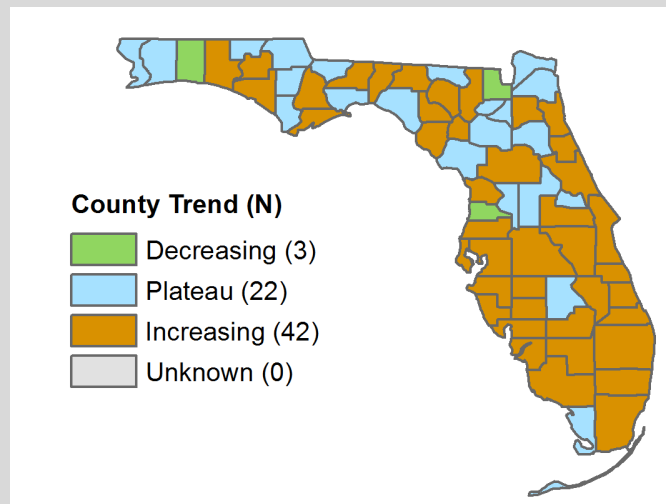 County Trend (N)
Decreasing (3)
Plateau (22)
Increasing (42)
Unknown (0)